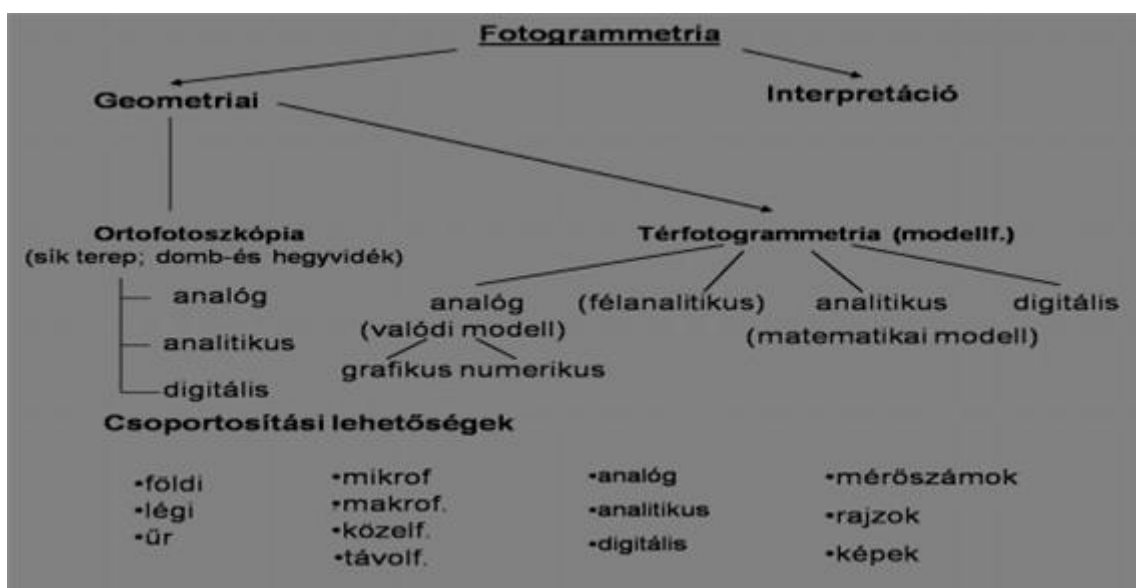 Fotogrammetria
Geometriai
Interpretáció
Ortofotoszkópia
(sík terep; domb-és hegyvidék)
analóg
analitikus
digitális
Térfotogrammetria (modellf.)
analóg
(valódi modell)
grafikus numerikus
(félanalitikus)
analitikus
(matematikai modell)
digitális
Csoportosítási lehetőségek
•földi
•légi
•űr
•mikrof
•makrof.
•közelf.
•távolf.
•analóg
•analitikus
•digitális
•mérőszámok
•rajzok
•képek